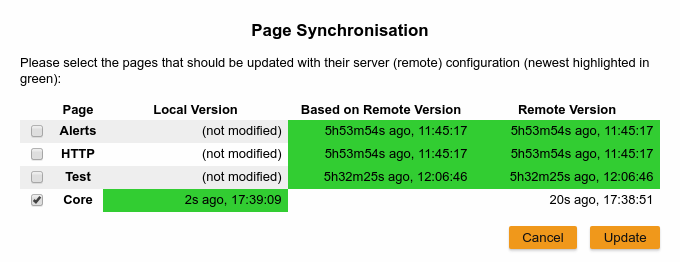 Page Synchronisation
Please select the pages that should be updated with their server (remote) configuration (newest highlighted in
green):
Page Local Version Based on Remote Version Remote Version
Alerts (not modified) 5h53m54s ago, 11:45:17 5h53m54s ago, 11:45:17
HTTP (not modified) 5h53m54s ago, 11:45:17 5h53m54s ago, 11:45:17
Test (not modified) 5h32m25s ago, 12:06:46 5h32m25s ago, 12:06:46
Core 2s ago, 17:39:09 20s ago, 17:38:51
Cancel Update